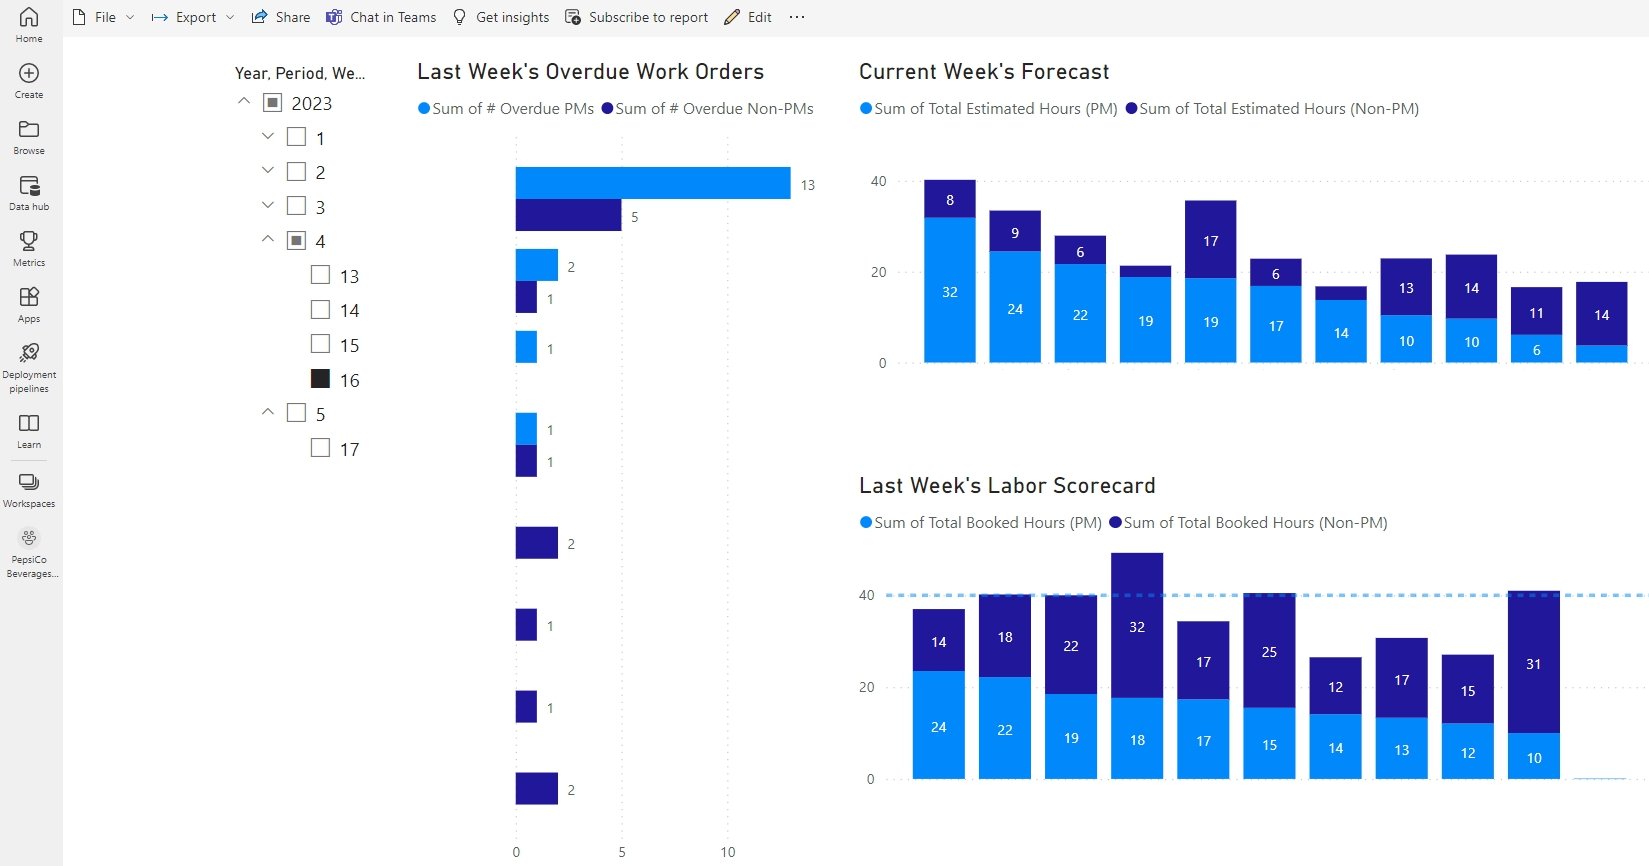 File
Export
Share
Chat in Teams
Get insights
Subscribe to report
Edit
...
Home
Create
Browse
Data hub
Metrics
Apps
Deployment
pipelines
Learn
Workspaces
PepsiCo
Beverages...
Year, Period, We...
2023
1
2
3
4
13
14
15
16
5
17
Last Week's Overdue Work Orders
Sum of # Overdue PMs Sum of # Overdue Non-PMs
13
5
2
1
1
1
1
2
1
1
2
0 5 10
Current Week's Forecast
Sum of Total Estimated Hours (PM) Sum of Total Estimated Hours (Non-PM)
40
20
0
8 9 6 17 6 13 14 11 14
32 24 22 19 19 17 14 10 10 6
Last Week's Labor Scorecard
Sum of Total Booked Hours (PM) Sum of Total Booked Hours (Non-PM)
40
20
0
14 18 22 32 17 25 12 17 15 31
24 22 19 18 17 15 14 13 12 10